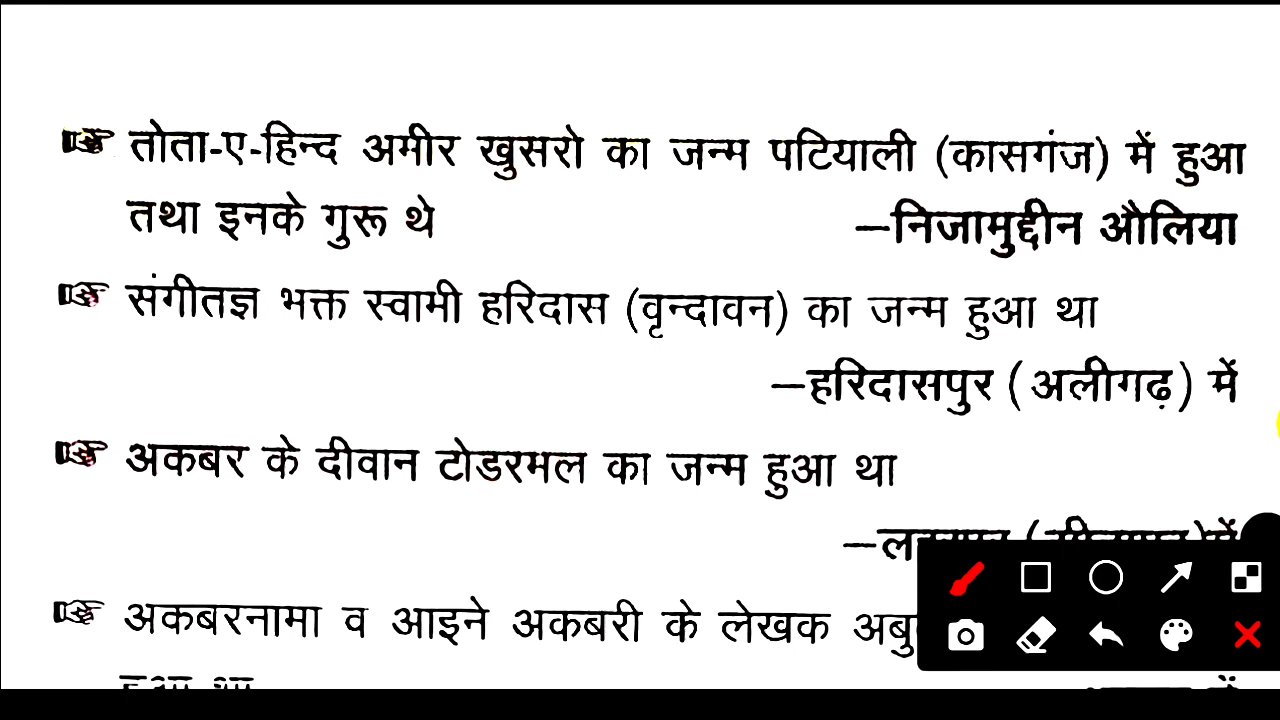 तोता-ए-हिन्द अमीर खुसरो का जन्म पटियाली (कासगंज) में हुआ
तथा इनके गुरू थे –निजामुद्दीन औलिया
संगीतज्ञ भक्त स्वामी हरिदास (वृन्दावन) का जन्म हुआ था
–हरिदासपुर (अलीगढ़) में
अकबर के दीवान टोडरमल का जन्म हुआ था
अकबरनामा व आइने अकबरी के लेखक